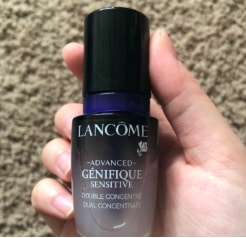 LANCÔME
—ADVANCED—
GÉNIFIQUE
SENSITIVE
DOUBLE CONCENTRÉ
DUAL CONCENTRATE